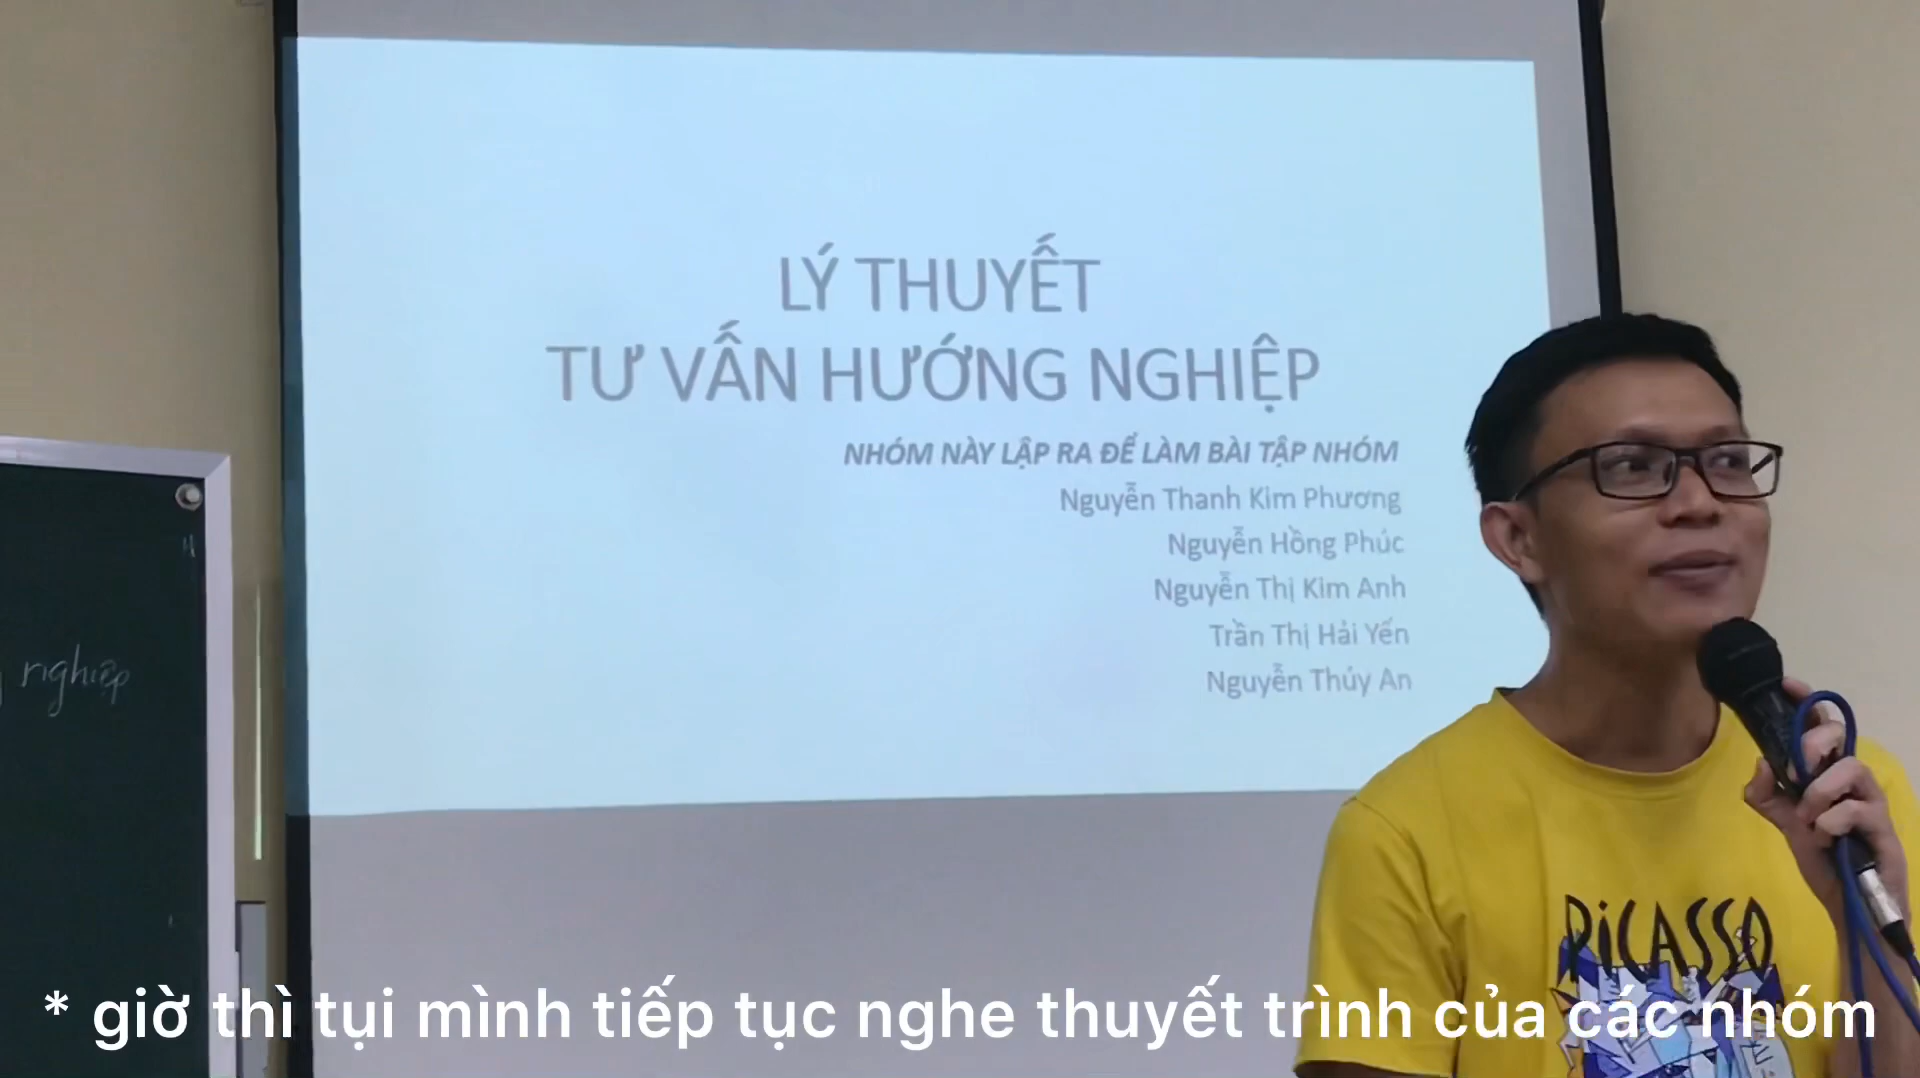 LÝ THUYẾT
TƯ VẤN HƯỚNG NGHIỆP
NHÓM NÀY LẬP RA ĐỂ LÀM BÀI TẬP NHÓM
Nguyễn Thanh Kim Phương
Nguyễn Hồng Phúc
Nguyễn Thị Kim Anh
Trần Thị Hải Yến
Nguyễn Thúy An
nghiệp
PiCASSO
* giờ thì tụi mình tiếp tục nghe thuyết trình của các nhóm